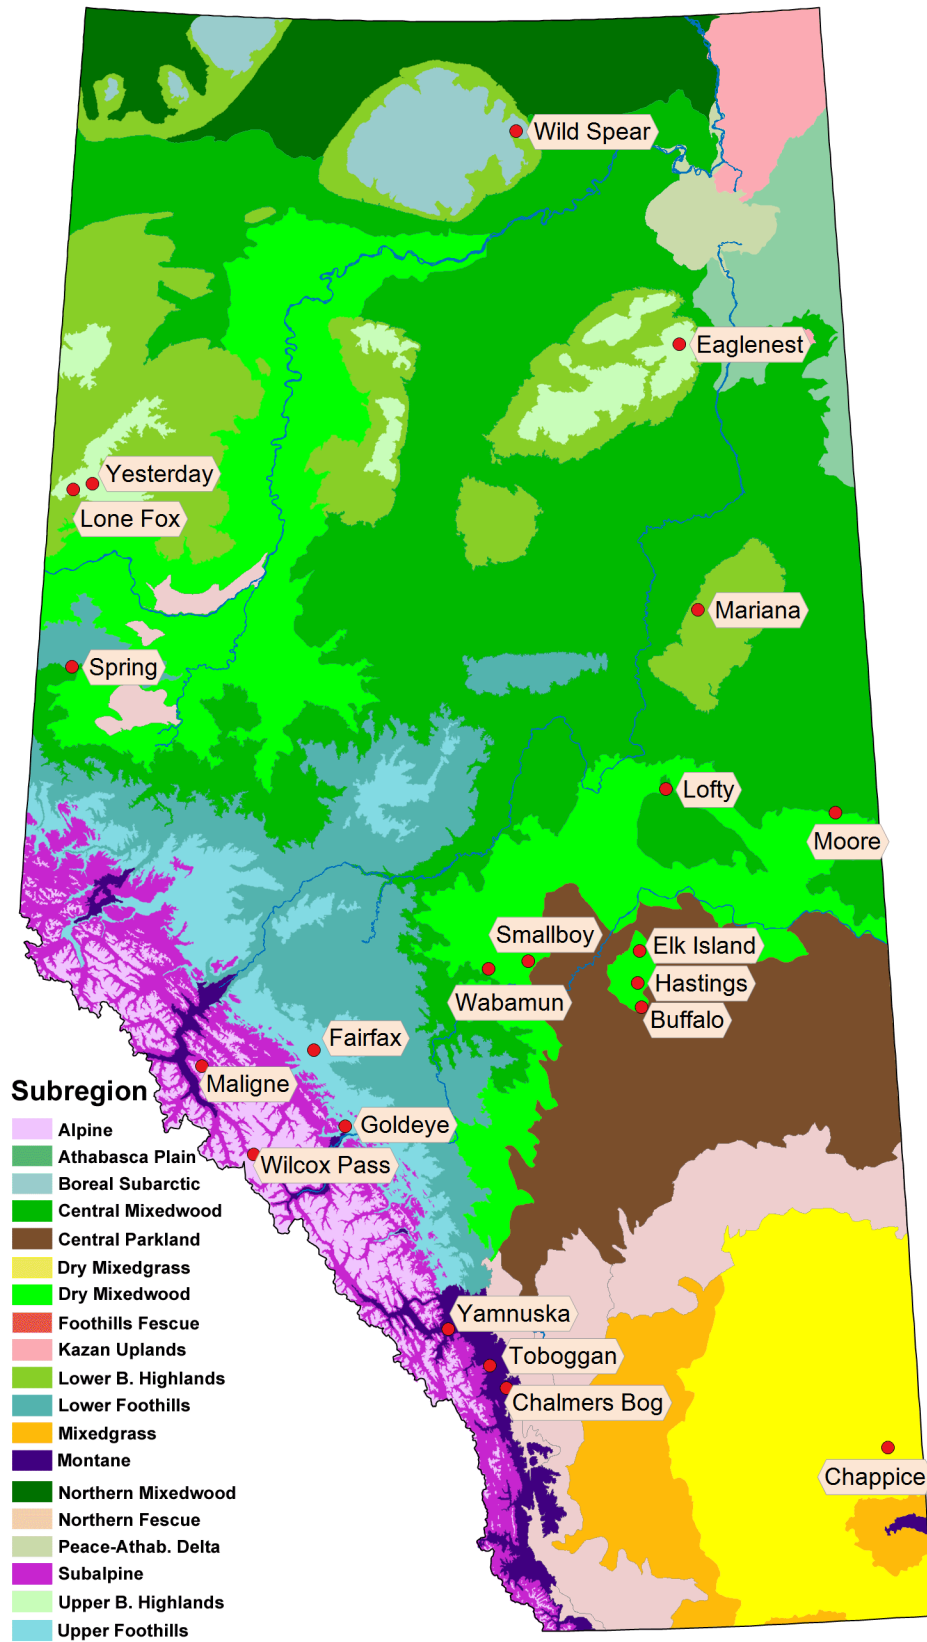 Wild Spear
Eaglenest
Yesterday
Lone Fox
Mariana
Spring
Lofty
Moore
Smallboy
Elk Island
Wabamun
Hastings
Buffalo
Fairfax
Maligne
Goldeye
Wilcox Pass
Yamnuska
Toboggan
Chalmers Bog
Chappice
Subregion
Alpine
Athabasca Plain
Boreal Subarctic
Central Mixedwood
Central Parkland
Dry Mixedgrass
Dry Mixedwood
Foothills Fescue
Kazan Uplands
Lower B. Highlands
Lower Foothills
Mixedgrass
Montane
Northern Mixedwood
Northern Fescue
Peace-Athab. Delta
Subalpine
Upper B. Highlands
Upper Foothills